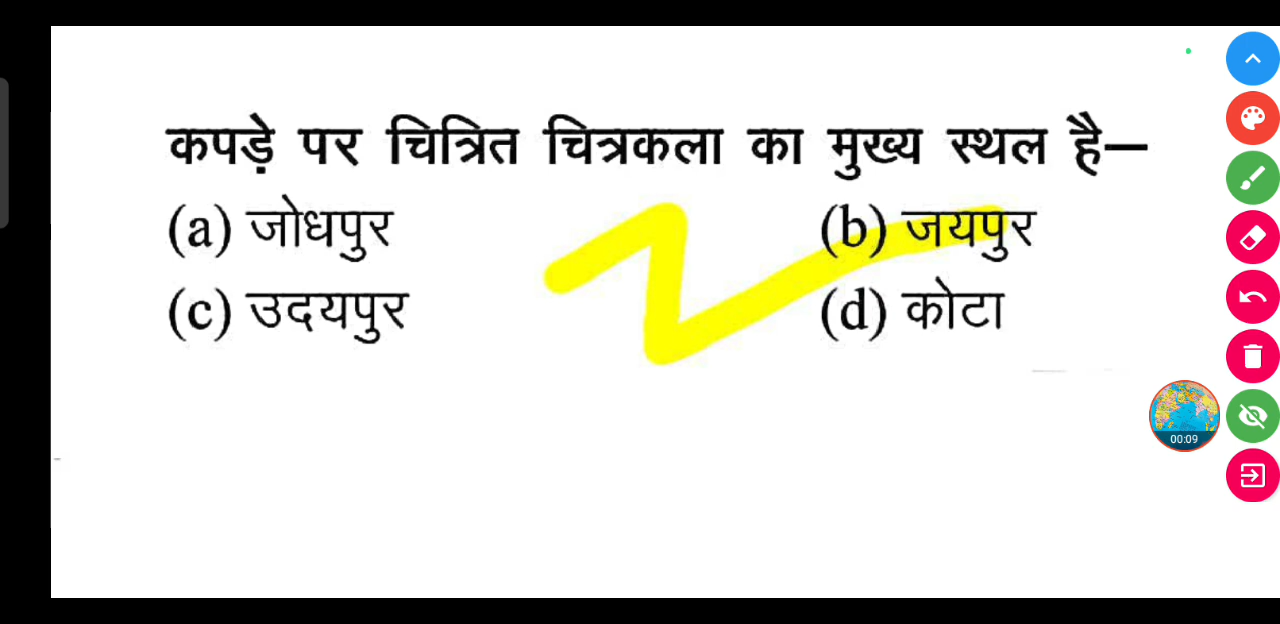 कपड़े पर चित्रित चित्रकला का मुख्य स्थल है—
(a) जोधपुर (b) जयपुर
(c) उदयपुर (d) कोटा
00:09